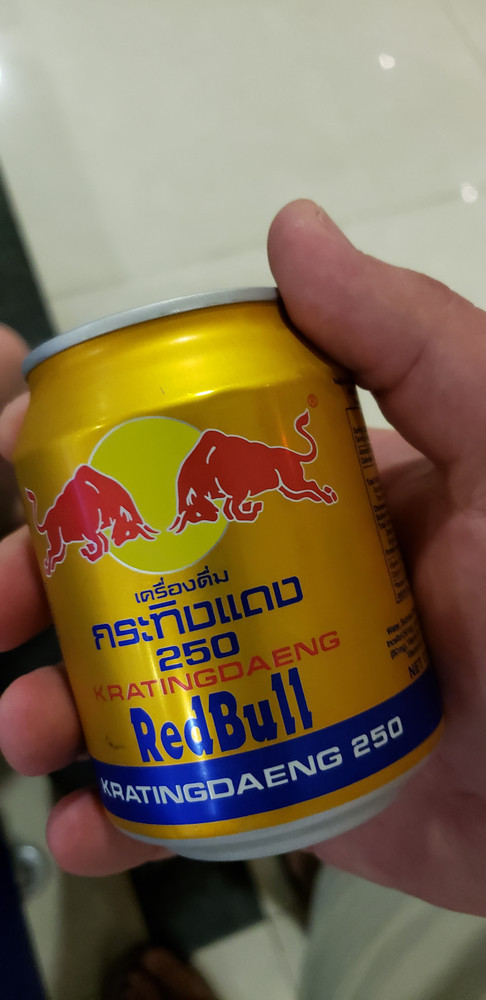 ®
เครื่องดื่ม
กระทิงแดง
250
KRATINGDAENG
RedBull
KRATINGDAENG 250
NET